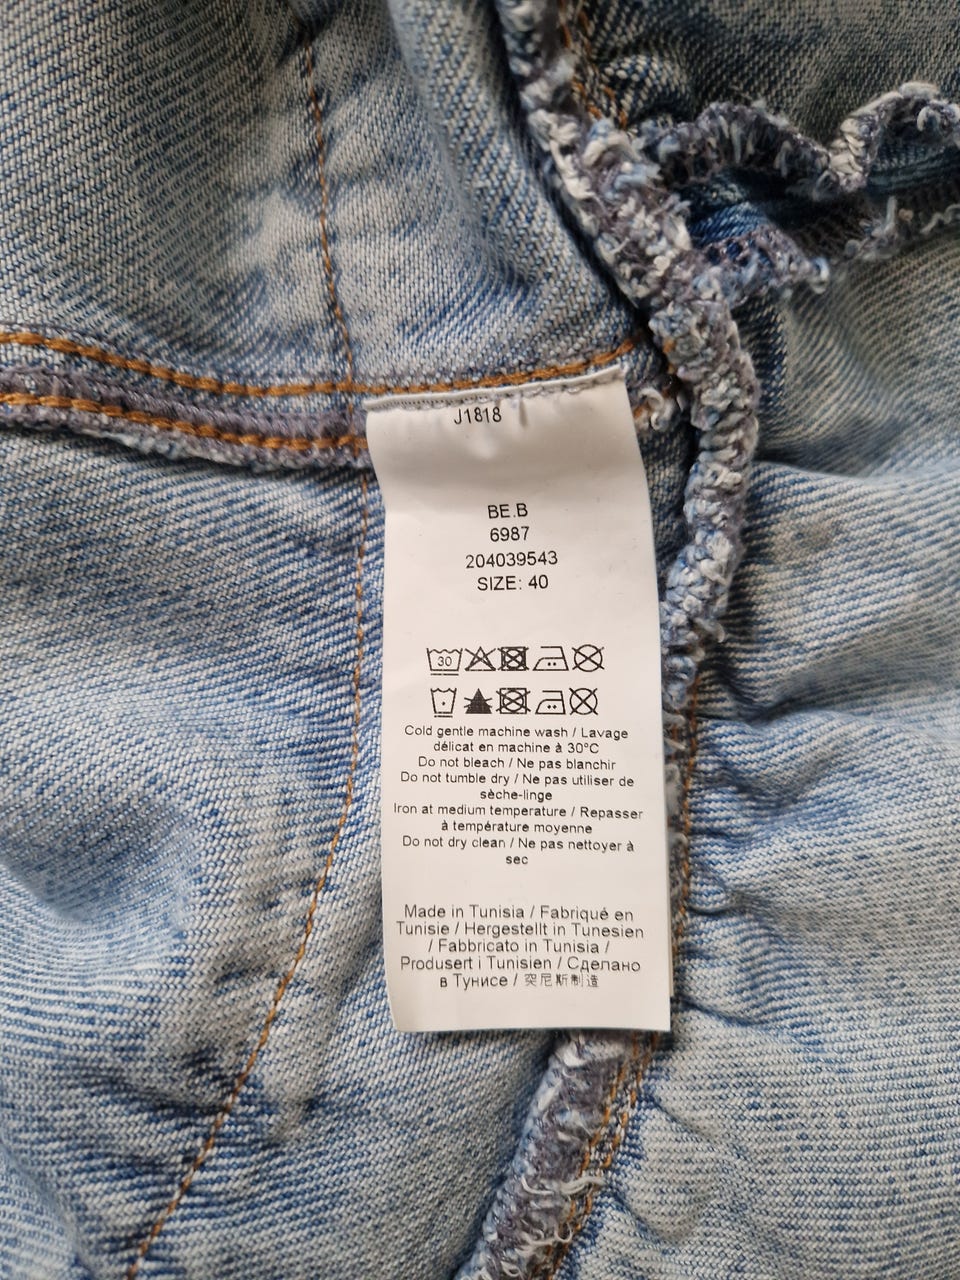 J1818
BE.B
6987
204039543
SIZE: 40
30
Cold gentle machine wash / Lavage
délicat en machine à 30°C
Do not bleach / Ne pas blanchir
Do not tumble dry / Ne pas utiliser de
sèche-linge
Iron at medium temperature / Repasser
à température moyenne
Do not dry clean / Ne pas nettoyer à
sec
Made in Tunisia / Fabriqué en
Tunisie / Hergestellt in Tunesien
/ Fabbricato in Tunisia /
Produsert i Tunisien / Сделано
в Тунисе / 突尼斯制造